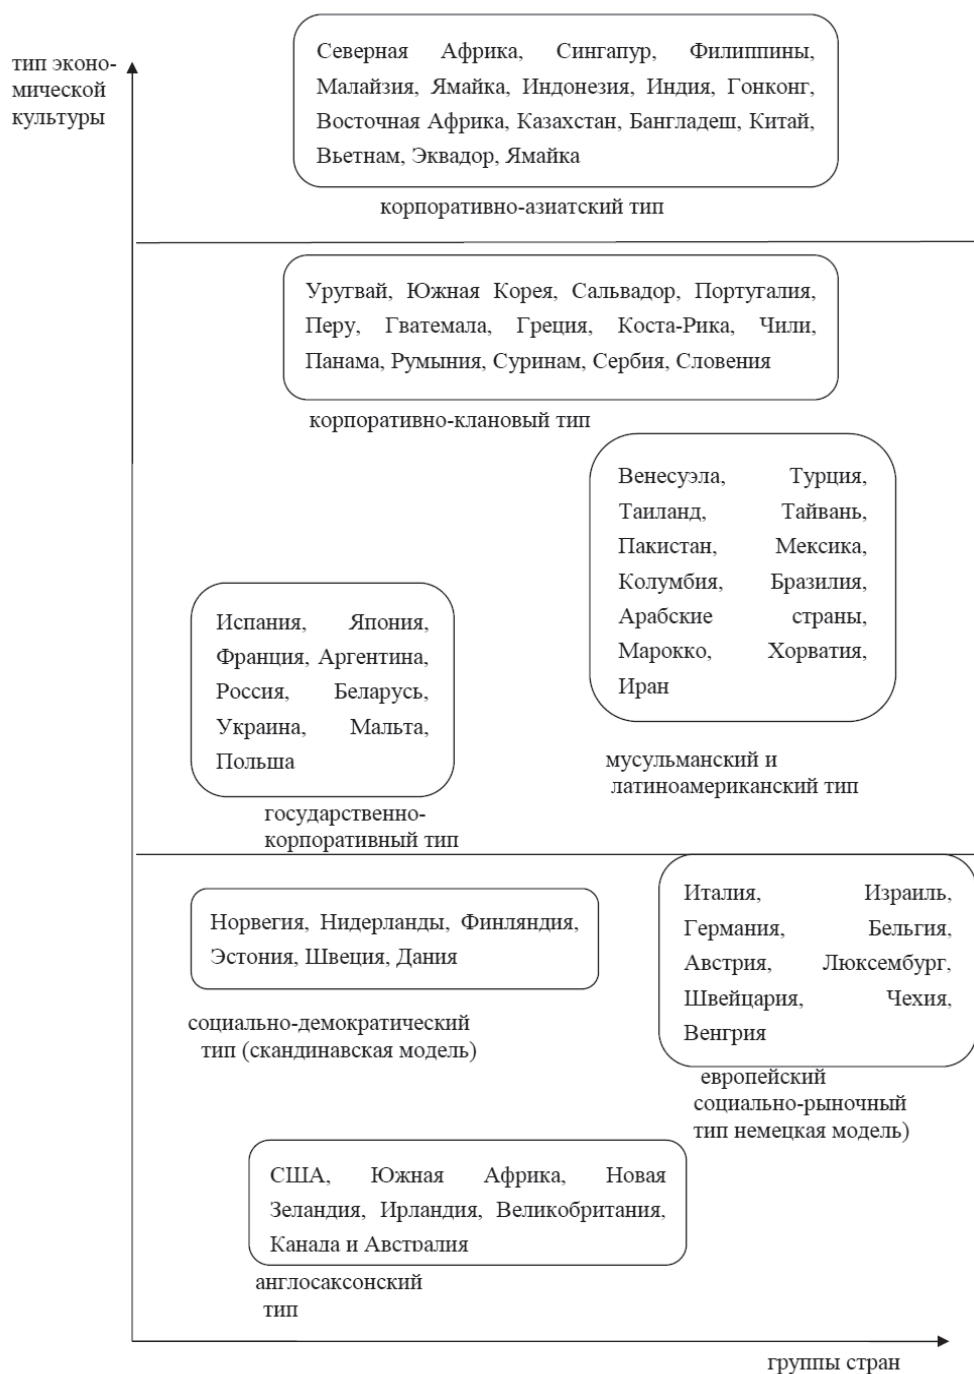 тип эконо-
мической
культуры
Северная Африка, Сингапур, Филиппины,
Малайзия, Ямайка, Индонезия, Индия, Гонконг,
Восточная Африка, Казахстан, Бангладеш, Китай,
Вьетнам, Эквадор, Ямайка
корпоративно-азиатский тип
Уругвай, Южная Корея, Сальвадор, Португалия,
Перу, Гватемала, Греция, Коста-Рика, Чили,
Панама, Румыния, Суринам, Сербия, Словения
корпоративно-клановый тип
Венесуэла, Турция,
Таиланд, Тайвань,
Пакистан, Мексика,
Колумбия, Бразилия,
Арабские страны,
Марокко, Хорватия,
Иран
мусульманский и
латиноамериканский тип
Испания, Япония,
Франция, Аргентина,
Россия, Беларусь,
Украина, Мальта,
Польша
государственно-
корпоративный тип
Норвегия, Нидерланды, Финляндия,
Эстония, Швеция, Дания
социально-демократический
тип (скандинавская модель)
Италия, Израиль,
Германия, Бельгия,
Австрия, Люксембург,
Швейцария, Чехия,
Венгрия
европейский
социально-рыночный
тип немецкая модель)
США, Южная Африка, Новая
Зеландия, Ирландия, Великобритания,
Канада и Австралия
англосаксонский
тип
группы стран